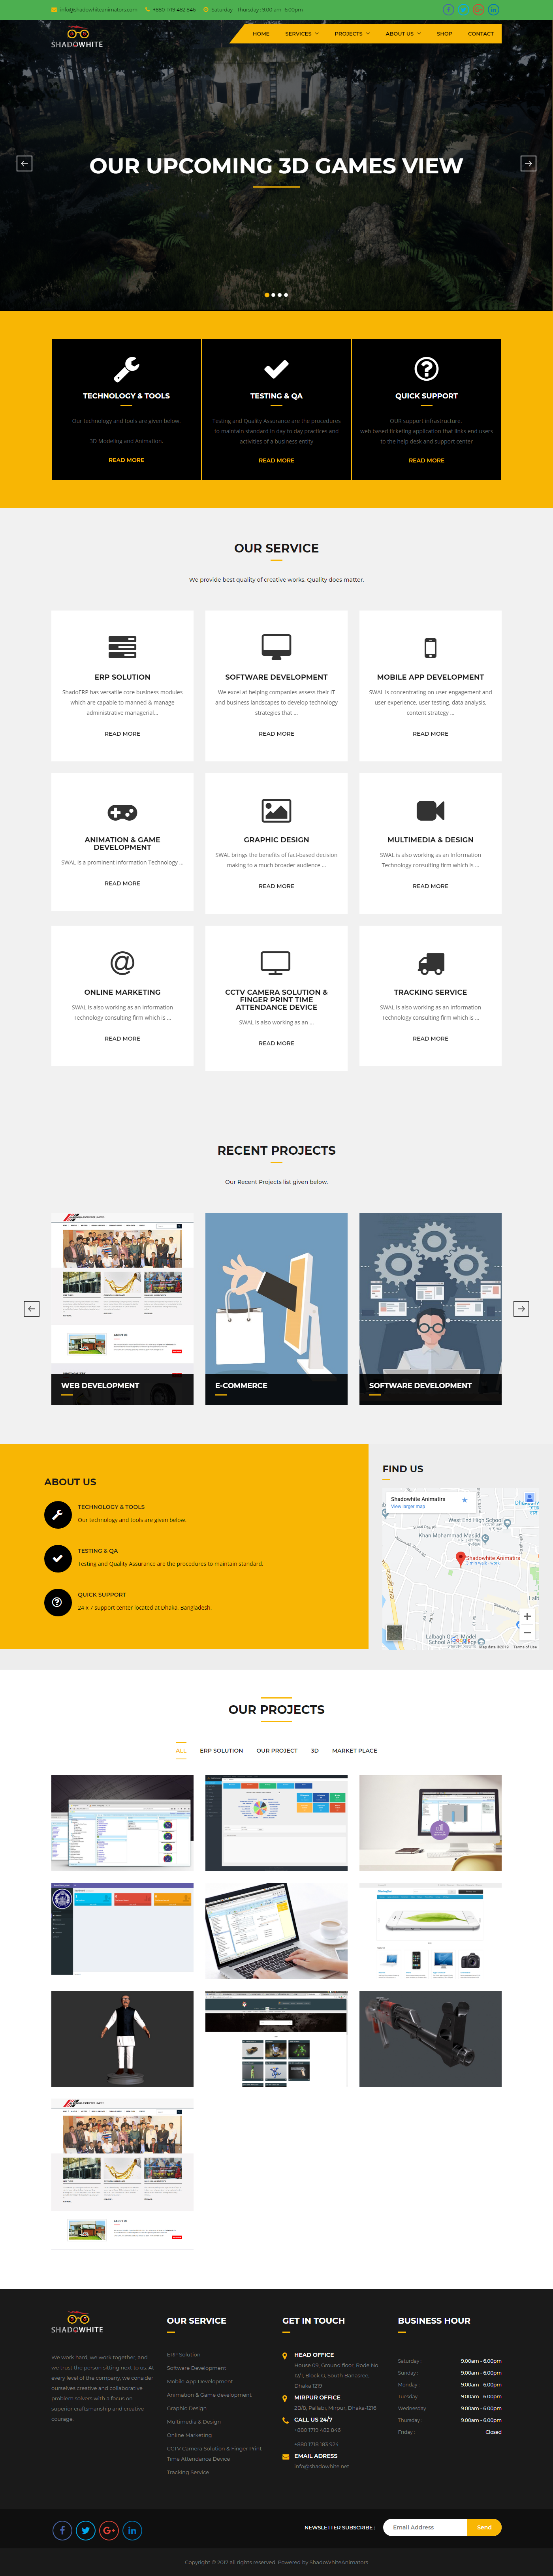 info@shadowhiteanimators.com +880 1719 482 846 Saturday - Thursday : 9.00 am- 6:00pm
SHADOWHITE
HOME SERVICES PROJECTS ABOUT US SHOP CONTACT
OUR UPCOMING 3D GAMES VIEW
TECHNOLOGY & TOOLS
Our technology and tools are given below.
3D Modeling and Animation.
READ MORE
TESTING & QA
Testing and Quality Assurance are the procedures
to maintain standard in day to day practices and
activities of a business entity.
READ MORE
QUICK SUPPORT
OUR support infrastructure
web based ticketing application that links end users
to the help desk and support center
READ MORE
OUR SERVICE
We provide best quality of creative works. Quality does matter.
ERP SOLUTION
ShadoERP has versatile core business modules
which are capable to manned & manage
administrative managerial...
READ MORE
SOFTWARE DEVELOPMENT
We excel at helping companies assess their IT
and business landscapes to develop technology
strategies that ...
READ MORE
MOBILE APP DEVELOPMENT
SWAL is concentrating on user engagement and
user experience, user testing, data analysis,
content strategy ...
READ MORE
ANIMATION & GAME
DEVELOPMENT
SWAL is a prominent Information Technology ...
READ MORE
GRAPHIC DESIGN
SWAL brings the benefits of fact-based decision
making to a much broader audience ...
READ MORE
MULTIMEDIA & DESIGN
SWAL is also working as an Information
Technology consulting firm which is ...
READ MORE
ONLINE MARKETING
SWAL is also working as an Information
Technology consulting firm which is ...
READ MORE
CCTV CAMERA SOLUTION &
FINGER PRINT TIME
ATTENDANCE DEVICE
SWAL is also working as an ...
READ MORE
TRACKING SERVICE
SWAL is also working as an Information
Technology consulting firm which is ...
READ MORE
RECENT PROJECTS
Our Recent Projects list given below.
ABOUT US
WEB DEVELOPMENT
E-COMMERCE
SOFTWARE DEVELOPMENT
ABOUT US
TECHNOLOGY & TOOLS
Our technology and tools are given below.
TESTING & QA
Testing and Quality Assurance are the procedures to maintain standard.
QUICK SUPPORT
24 x 7 support center located at Dhaka, Bangladesh.
FIND US
Shadowhite Animatirs
View larger map
West End High School
Khan Mohammad Masjid
Shadowhite Animatirs
Lalbagh Govt. Model
School And
Map data ©2019 Terms of Use
OUR PROJECTS
ALL ERP SOLUTION OUR PROJECT 3D MARKET PLACE
ABOUT US
SHADOWHITE
We work hard, we work together, and
we trust the person sitting next to us. At
every level of the company, we consider
ourselves creative and collaborative
problem solvers with a focus on
superior craftmanship and creative
courage.
OUR SERVICE
ERP Solution
Software Development
Mobile App Development
Animation & Game development
Graphic Design
Multimedia & Design
Online Marketing
CCTV Camera Solution & Finger Print
Time Attendance Device
Tracking Service
GET IN TOUCH
HEAD OFFICE
House 09, Ground floor, Rode No
12/1, Block G, South Banasree,
Dhaka 1219
MIRPUR OFFICE
28/8, Pallabi, Mirpur, Dhaka-1216
CALL US 24/7
+880 1719 482 846
+880 1718 183 924
EMAIL ADRESS
info@shadowhite.net
BUSINESS HOUR
Saturday : 9.00am - 6.00pm
Sunday : 9.00am - 6.00pm
Monday : 9.00am - 6.00pm
Tuesday : 9.00am - 6.00pm
Wednesday : 9.00am - 6.00pm
Thursday : 9.00am - 6.00pm
Friday : Closed
NEWSLETTER SUBSCRIBE : Email Address Send
Copyright © 2017 all rights reserved. Powered by ShadoWhiteAnimators